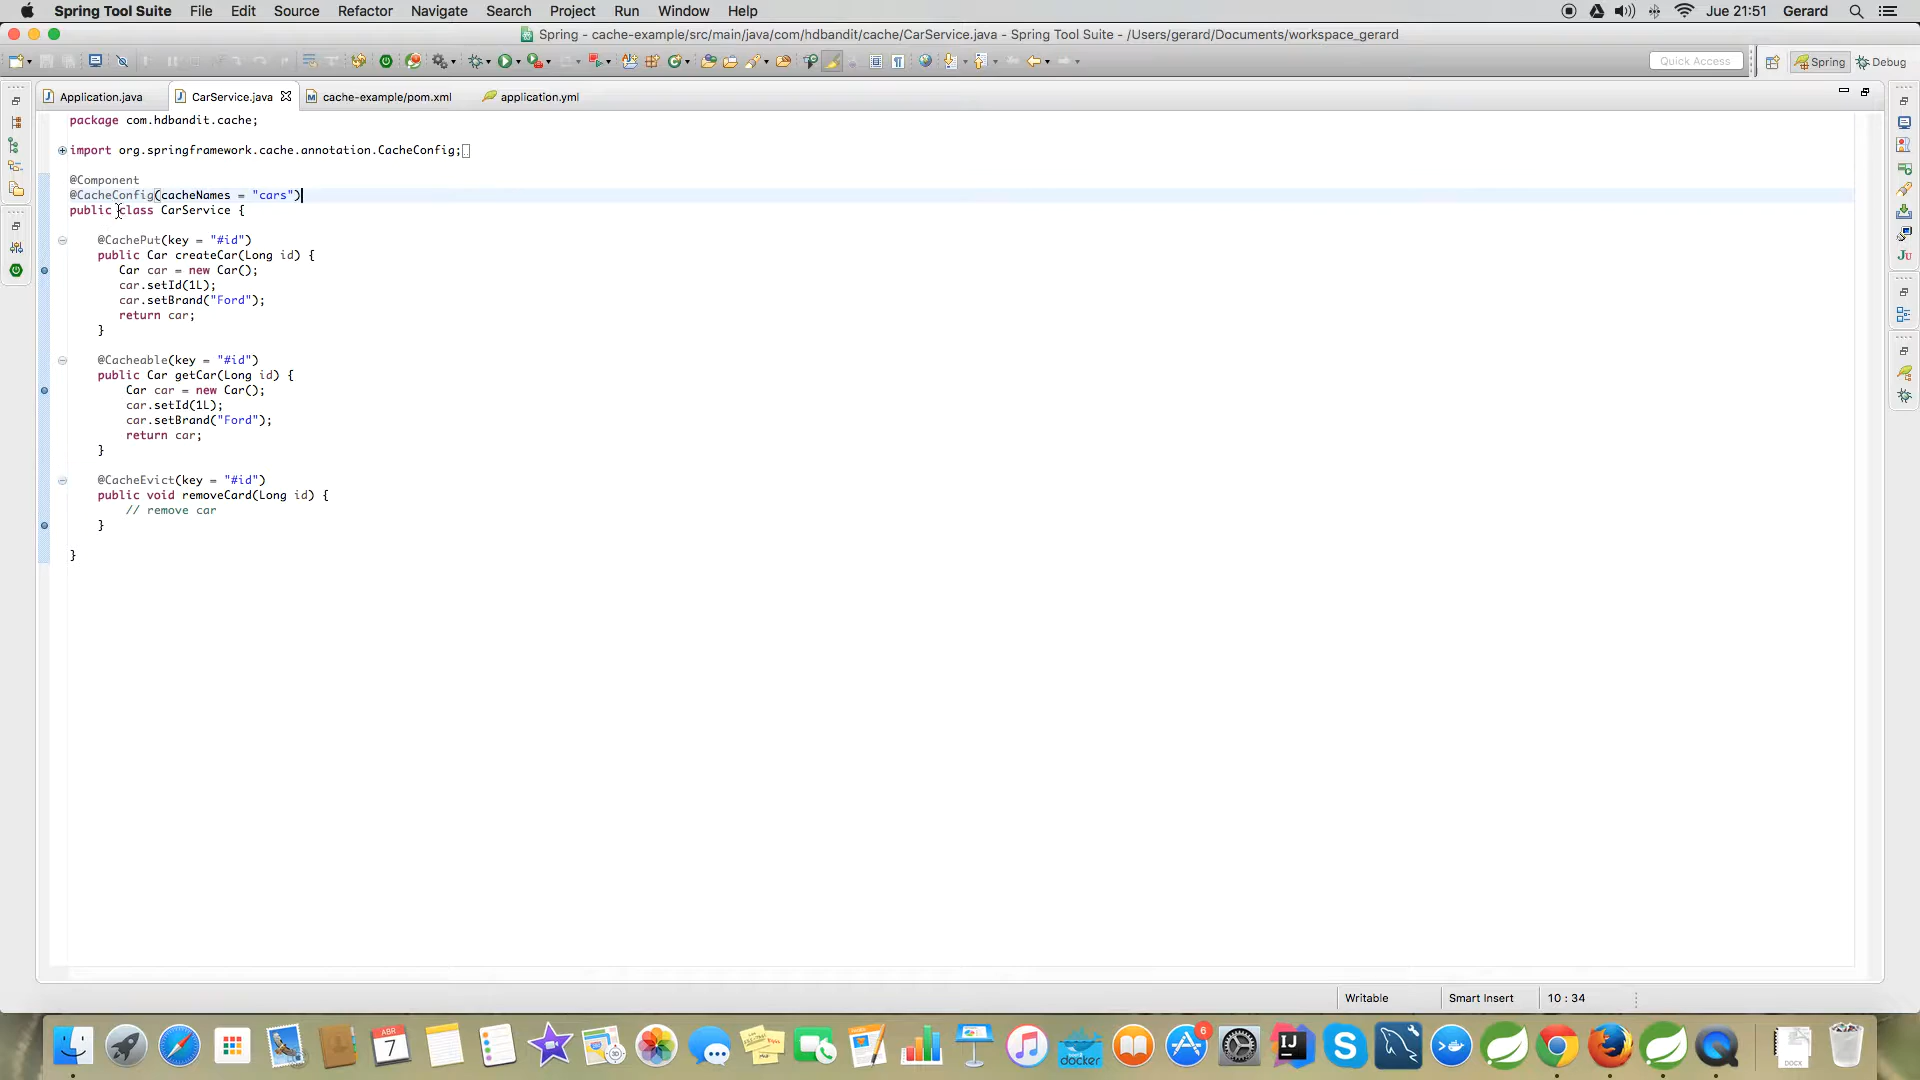 Spring Tool Suite File Edit Source Refactor Navigate Search Project Run Window Help Jue 21:51 Gerard
Spring - cache-example/src/main/java/com/hdbandit/cache/CarService.java - Spring Tool Suite - /Users/gerard/Documents/workspace_gerard
Quick Access Spring Debug
Application.java CarService.java cache-example/pom.xml application.yml
package com.hdbandit.cache;
import org.springframework.cache.annotation.CacheConfig;
@Component
@CacheConfig(cacheNames = "cars")
public class CarService {
@CachePut(key = "#id")
public Car createCar(Long id) {
Car car = new Car();
car.setId(1L);
car.setBrand("Ford");
return car;
}
@Cacheable(key = "#id")
public Car getCar(Long id) {
Car car = new Car();
car.setId(1L);
car.setBrand("Ford");
return car;
}
@CacheEvict(key = "#id")
public void removeCard(Long id) {
// remove car
}
}
Writable Smart Insert 10 : 34
ABR
7
6
docker
IJ
DOCX